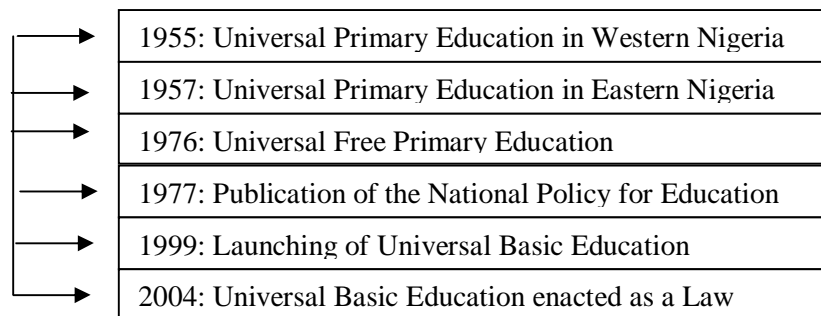 1955: Universal Primary Education in Western Nigeria
1957: Universal Primary Education in Eastern Nigeria
1976: Universal Free Primary Education
1977: Publication of the National Policy for Education
1999: Launching of Universal Basic Education
2004: Universal Basic Education enacted as a Law